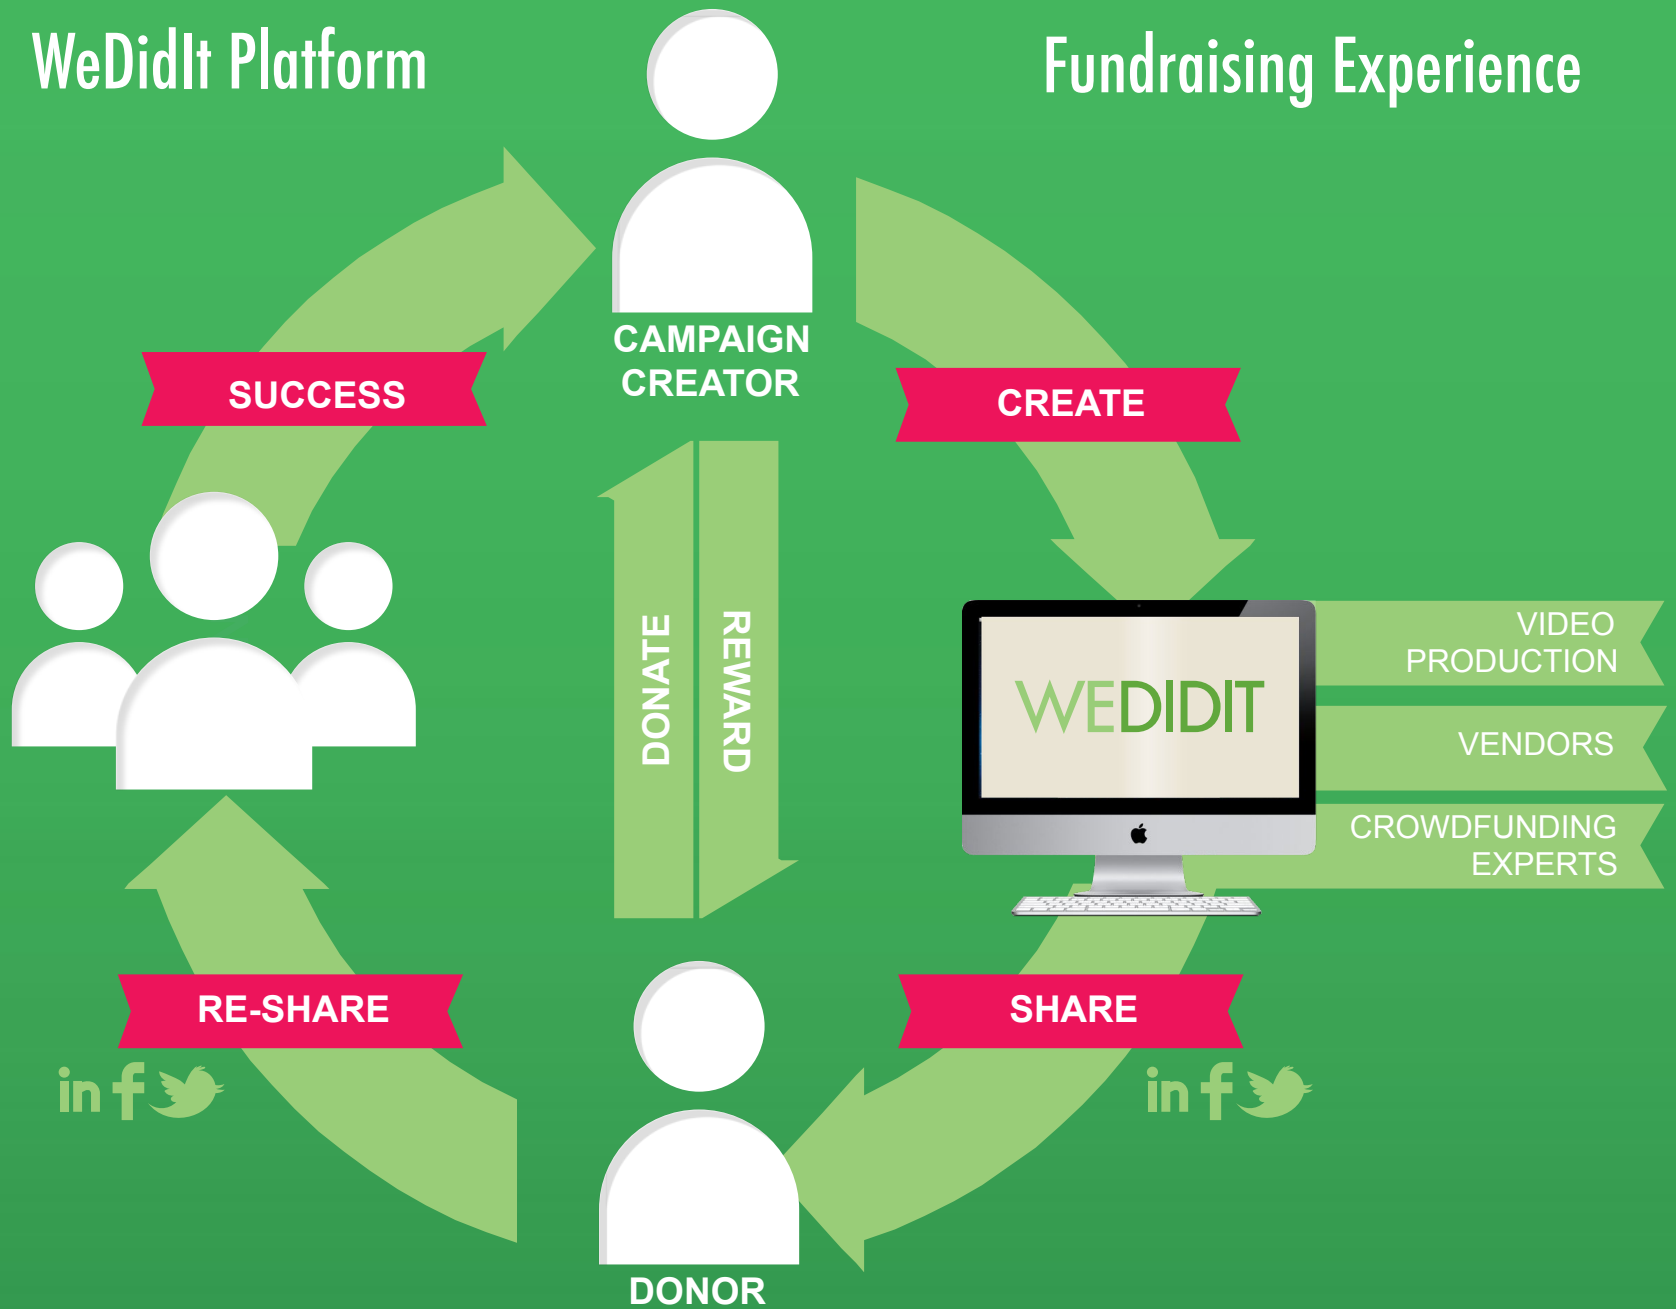 WeDidIt Platform
Fundraising Experience
CAMPAIGN
CREATOR
SUCCESS
CREATE
DONATE
REWARD
WEDIDIT
VIDEO
PRODUCTION
VENDORS
CROWDFUNDING
EXPERTS
RE-SHARE
SHARE
in f
in f
DONOR